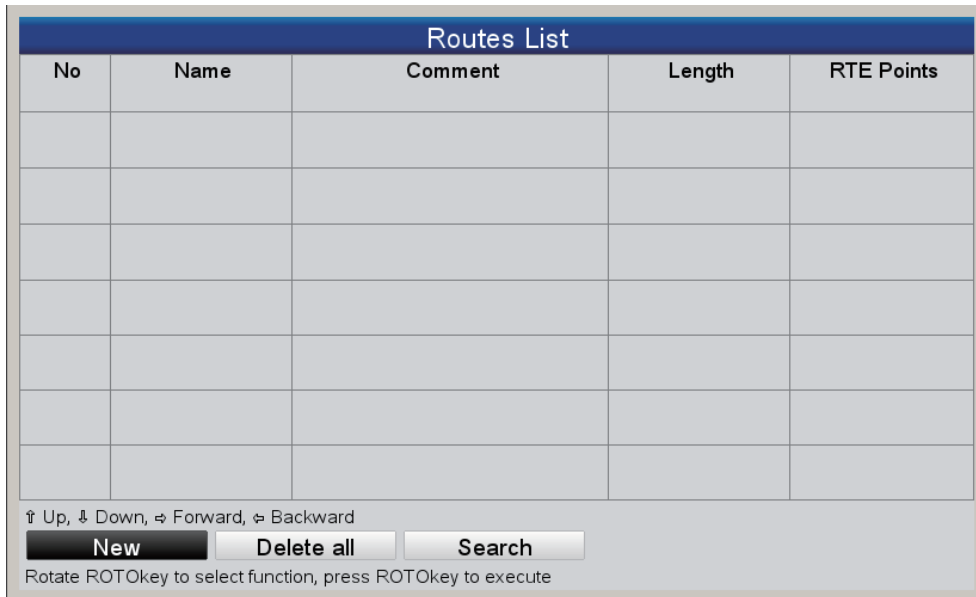 Routes List
No Name Comment Length RTE Points
⇧ Up, ⇩ Down, ⇨ Forward, ⇦ Backward
New Delete all Search
Rotate ROTOkey to select function, press ROTOkey to execute